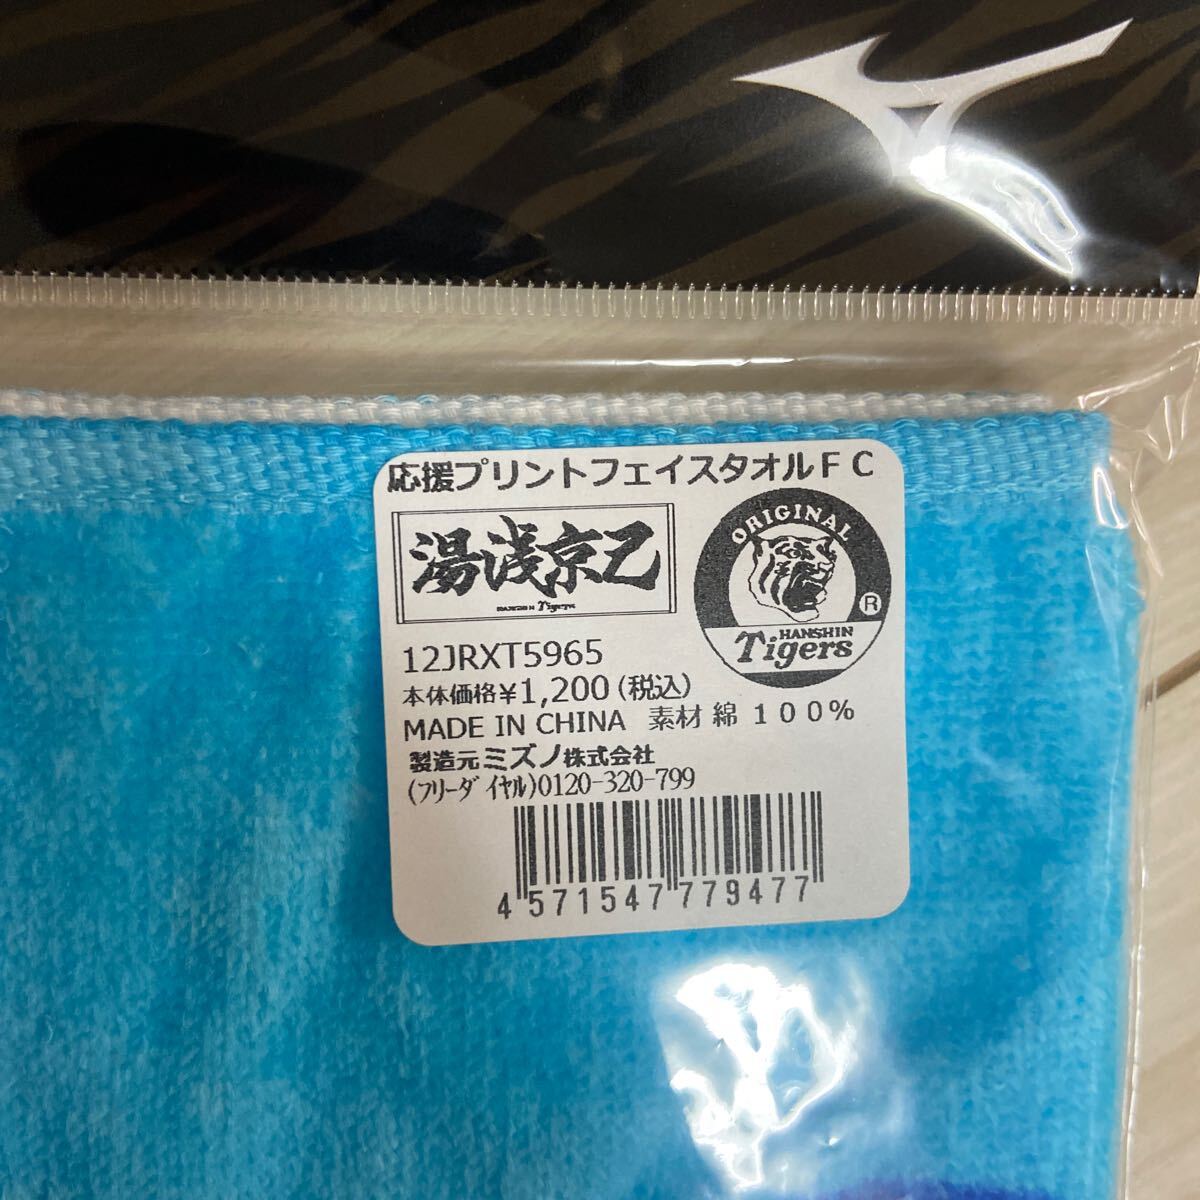 応援プリントフェイスタオルＦＣ
湯浅京己
HANSHIN Tigers
ORIGINAL
®
HANSHIN
Tigers
12JRXT5965
本体価格¥1,200(税込)
MADE IN CHINA 素材 綿 １００％
製造元ミズノ株式会社
(ﾌﾘｰﾀﾞｲﾔﾙ)0120-320-799
4571547779477